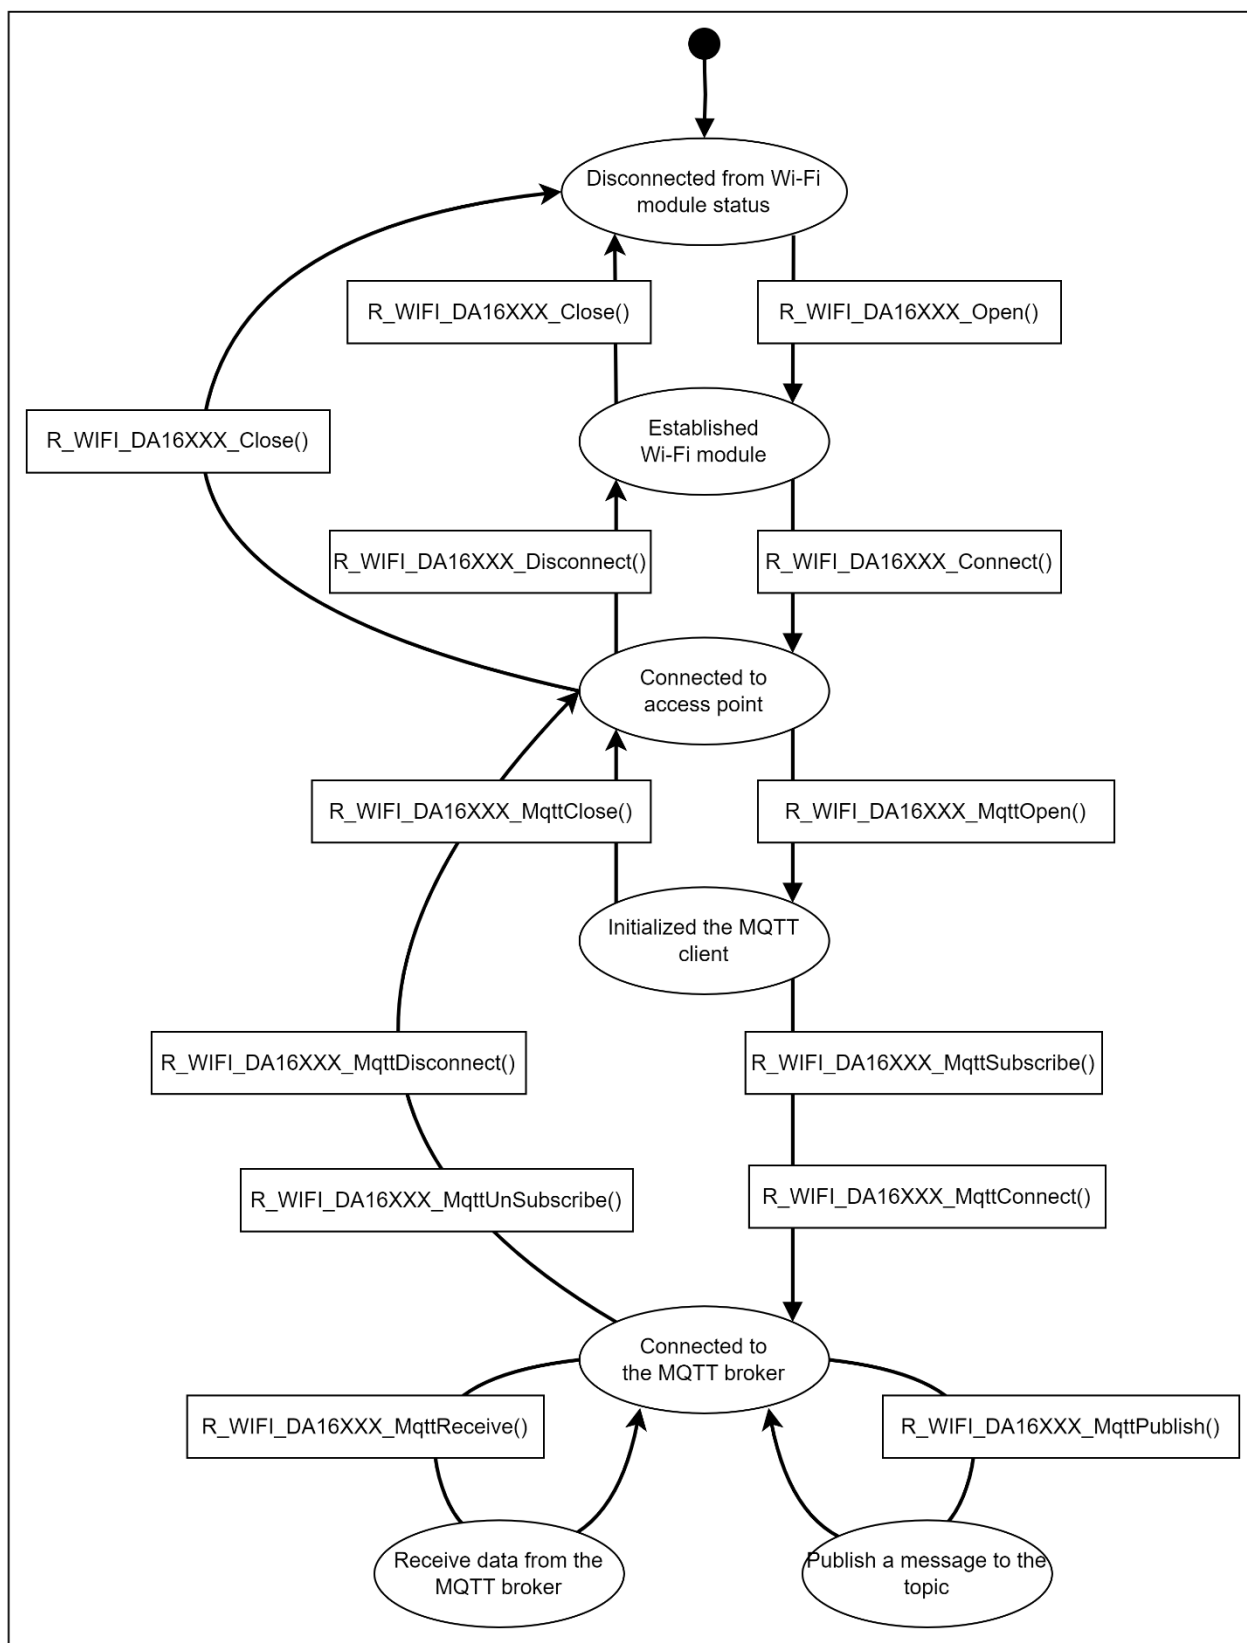 Disconnected from Wi-Fi
module status
R_WIFI_DA16XXX_Close()
R_WIFI_DA16XXX_Open()
R_WIFI_DA16XXX_Close()
Established
Wi-Fi module
R_WIFI_DA16XXX_Disconnect()
R_WIFI_DA16XXX_Connect()
Connected to
access point
R_WIFI_DA16XXX_MqttClose()
R_WIFI_DA16XXX_MqttOpen()
Initialized the MQTT
client
R_WIFI_DA16XXX_MqttDisconnect()
R_WIFI_DA16XXX_MqttSubscribe()
R_WIFI_DA16XXX_MqttUnSubscribe()
R_WIFI_DA16XXX_MqttConnect()
Connected to
the MQTT broker
R_WIFI_DA16XXX_MqttReceive()
R_WIFI_DA16XXX_MqttPublish()
Receive data from the
MQTT broker
Publish a message to the
topic